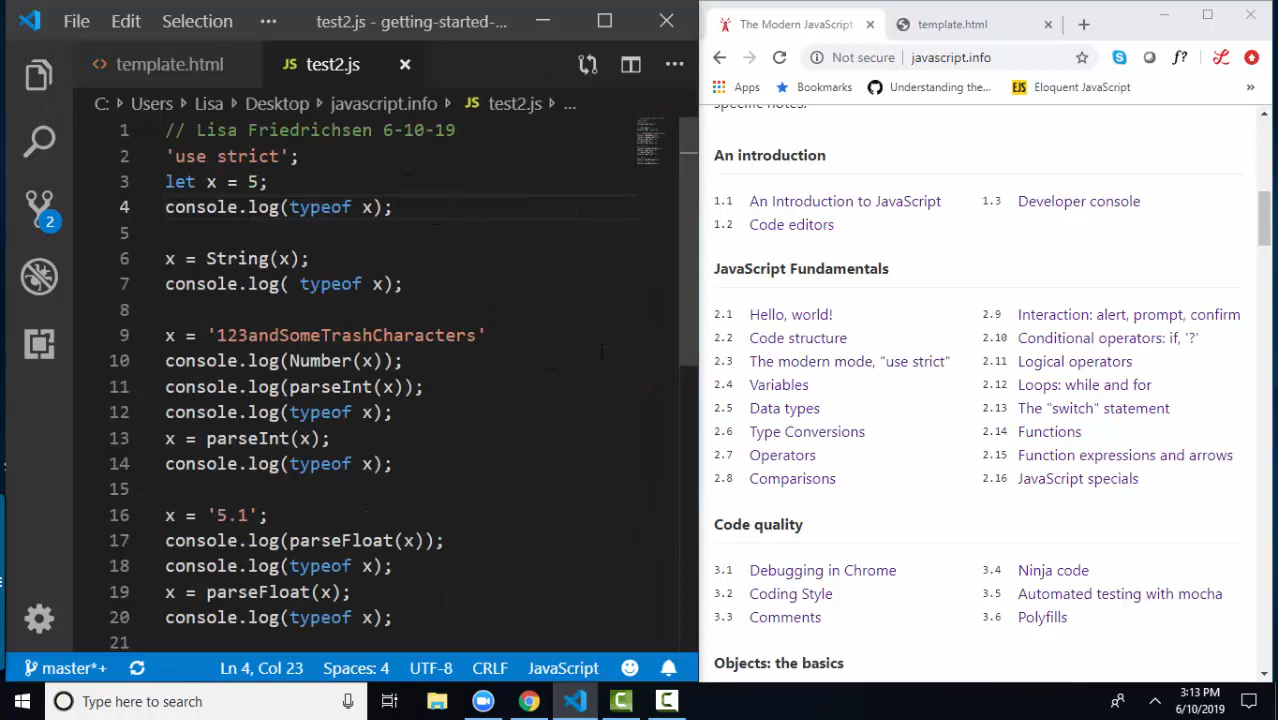 File Edit Selection ··· test2.js - getting-started-...
template.html JS test2.js
C: > Users > Lisa > Desktop > javascript.info > JS test2.js > ...
1 // Lisa Friedrichsen 6-10-19
2 'use strict';
3 let x = 5;
4 console.log(typeof x);
5
6 x = String(x);
7 console.log( typeof x);
8
9 x = '123andSomeTrashCharacters'
10 console.log(Number(x));
11 console.log(parseInt(x));
12 console.log(typeof x);
13 x = parseInt(x);
14 console.log(typeof x);
15
16 x = '5.1';
17 console.log(parseFloat(x));
18 console.log(typeof x);
19 x = parseFloat(x);
20 console.log(typeof x);
21
2
master*+ Ln 4, Col 23 Spaces: 4 UTF-8 CRLF JavaScript
The Modern JavaScript template.html
Not secure | javascript.info f?
Apps Bookmarks Understanding the... EJS Eloquent JavaScript »
specific notes.
An introduction
1.1 An Introduction to JavaScript
1.2 Code editors
1.3 Developer console
JavaScript Fundamentals
2.1 Hello, world!
2.2 Code structure
2.3 The modern mode, "use strict"
2.4 Variables
2.5 Data types
2.6 Type Conversions
2.7 Operators
2.8 Comparisons
2.9 Interaction: alert, prompt, confirm
2.10 Conditional operators: if, '?'
2.11 Logical operators
2.12 Loops: while and for
2.13 The "switch" statement
2.14 Functions
2.15 Function expressions and arrows
2.16 JavaScript specials
Code quality
3.1 Debugging in Chrome
3.2 Coding Style
3.3 Comments
3.4 Ninja code
3.5 Automated testing with mocha
3.6 Polyfills
Objects: the basics
Type here to search
3:13 PM
6/10/2019